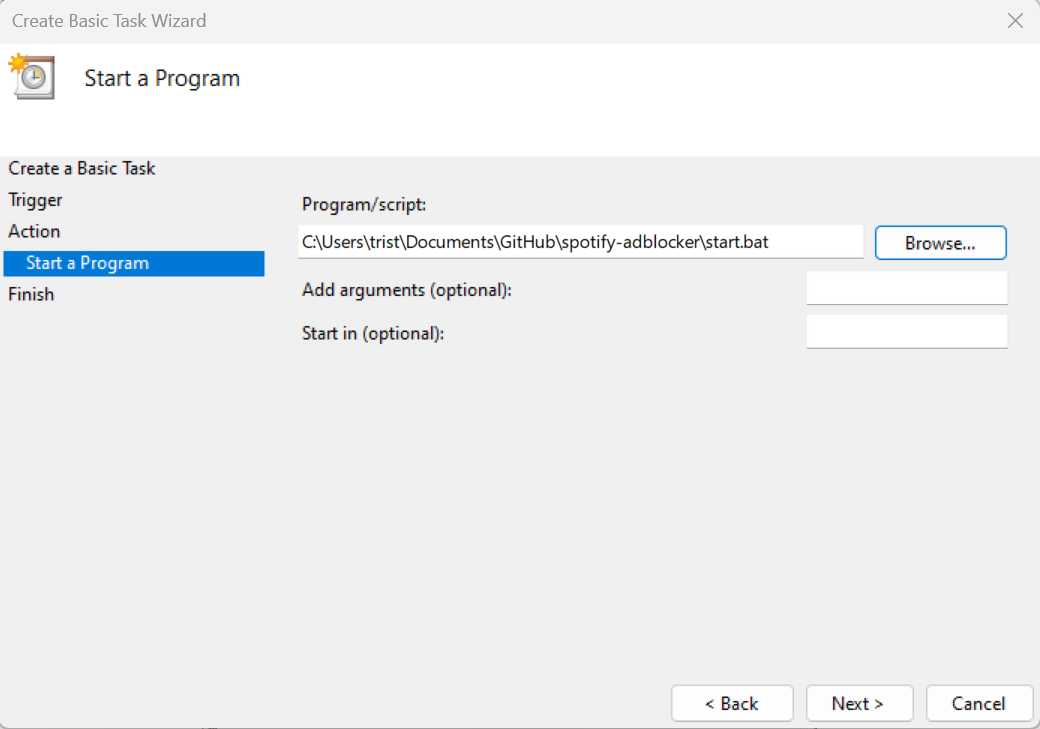 Create Basic Task Wizard
Start a Program
Create a Basic Task
Trigger
Action
Start a Program
Finish
Program/script:
C:\Users\trist\Documents\GitHub\spotify-adblocker\start.bat
Browse...
Add arguments (optional):
Start in (optional):
< Back
Next >
Cancel